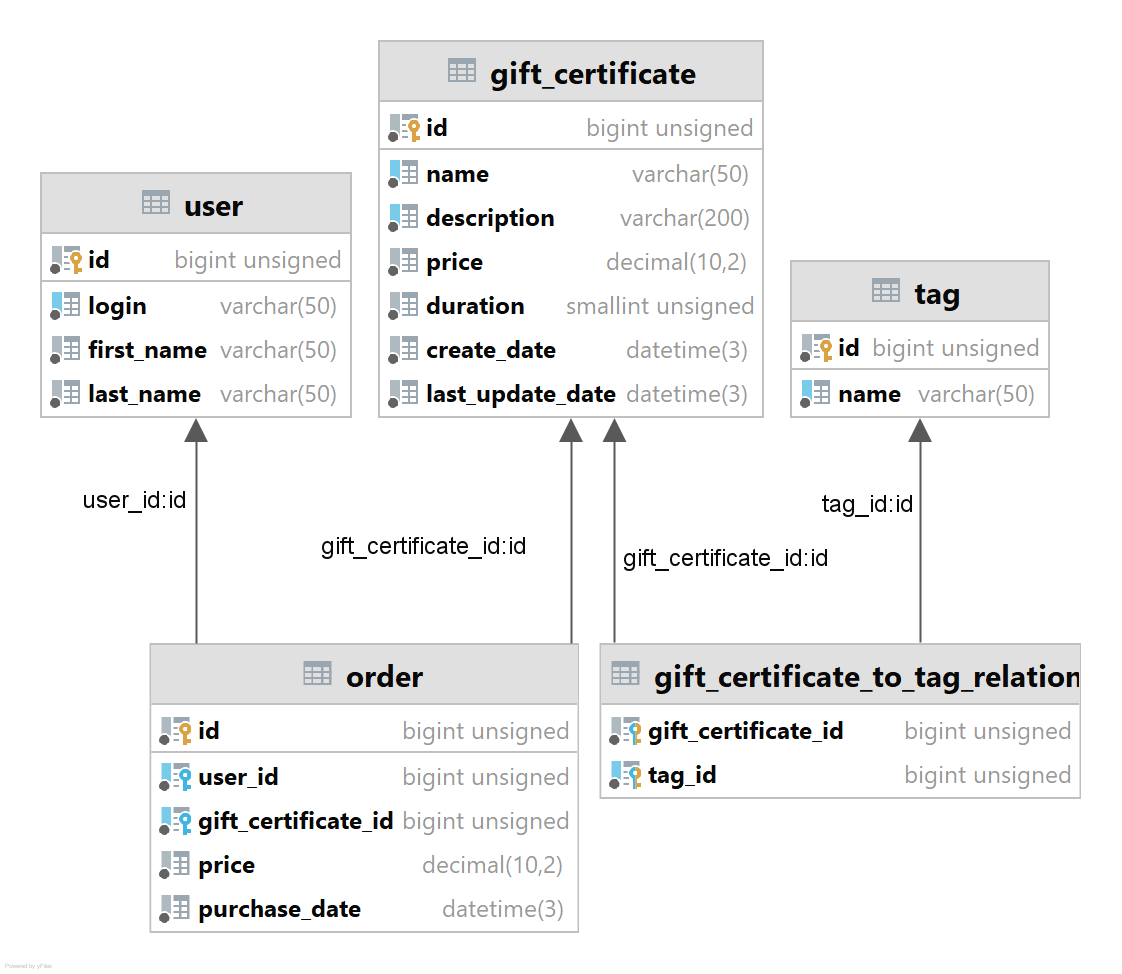 gift_certificate
id bigint unsigned
name varchar(50)
description varchar(200)
price decimal(10,2)
duration smallint unsigned
create_date datetime(3)
last_update_date datetime(3)
user
id bigint unsigned
login varchar(50)
first_name varchar(50)
last_name varchar(50)
tag
id bigint unsigned
name varchar(50)
user_id:id
gift_certificate_id:id
gift_certificate_id:id
tag_id:id
order
id bigint unsigned
user_id bigint unsigned
gift_certificate_id bigint unsigned
price decimal(10,2)
purchase_date datetime(3)
gift_certificate_to_tag_relation
gift_certificate_id bigint unsigned
tag_id bigint unsigned
Powered by yFiles